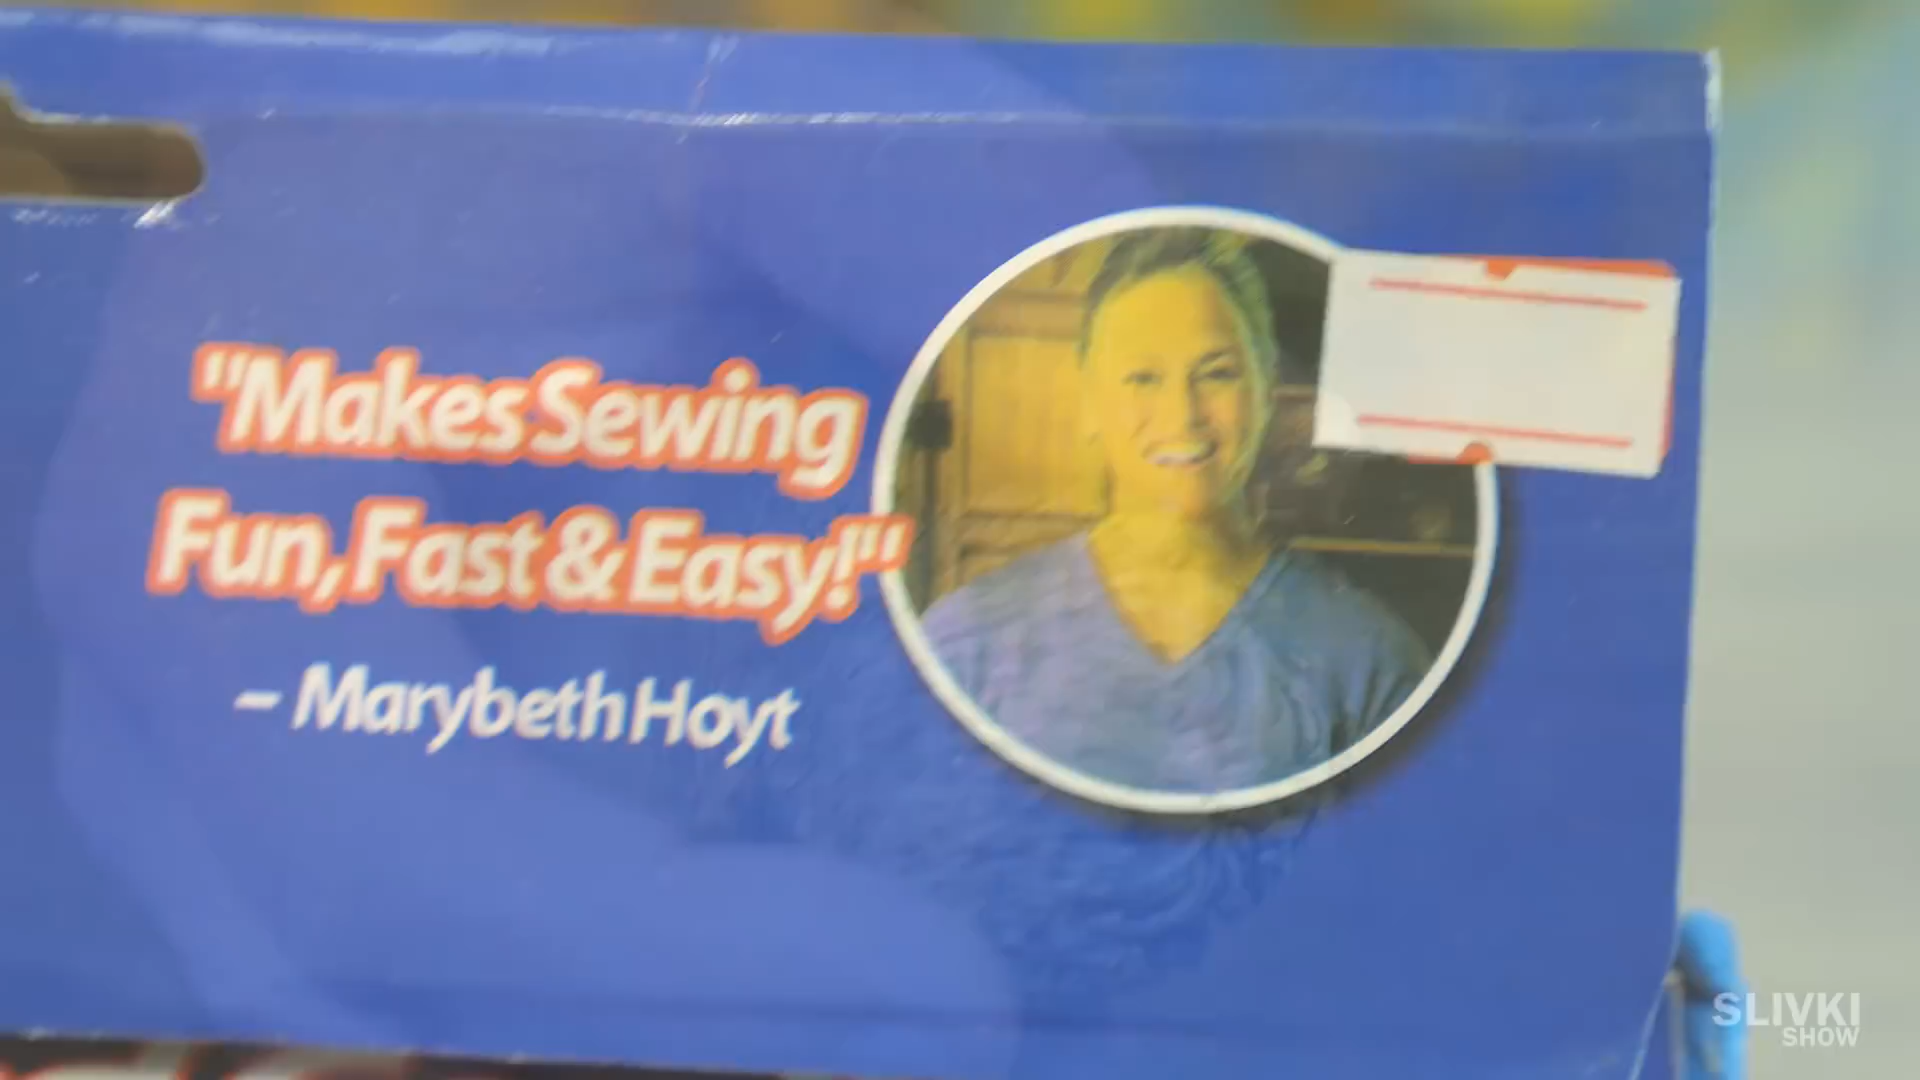 "Makes Sewing
Fun, Fast & Easy!"
– Marybeth Hoyt
SLIVKI
SHOW